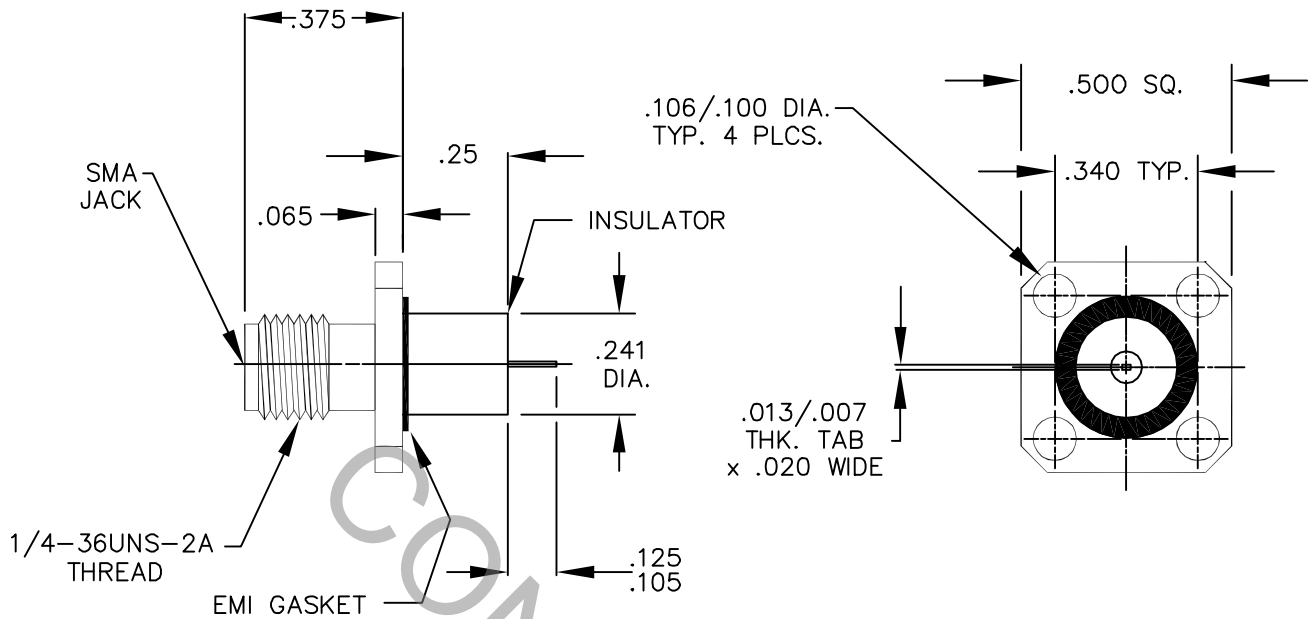 .375
.500 SQ.
.106/.100 DIA.
TYP. 4 PLCS.
.25
.340 TYP.
SMA
JACK
.065
INSULATOR
.241
DIA.
.013/.007
THK. TAB
x .020 WIDE
1/4-36UNS-2A
THREAD
.125
.105
EMI GASKET